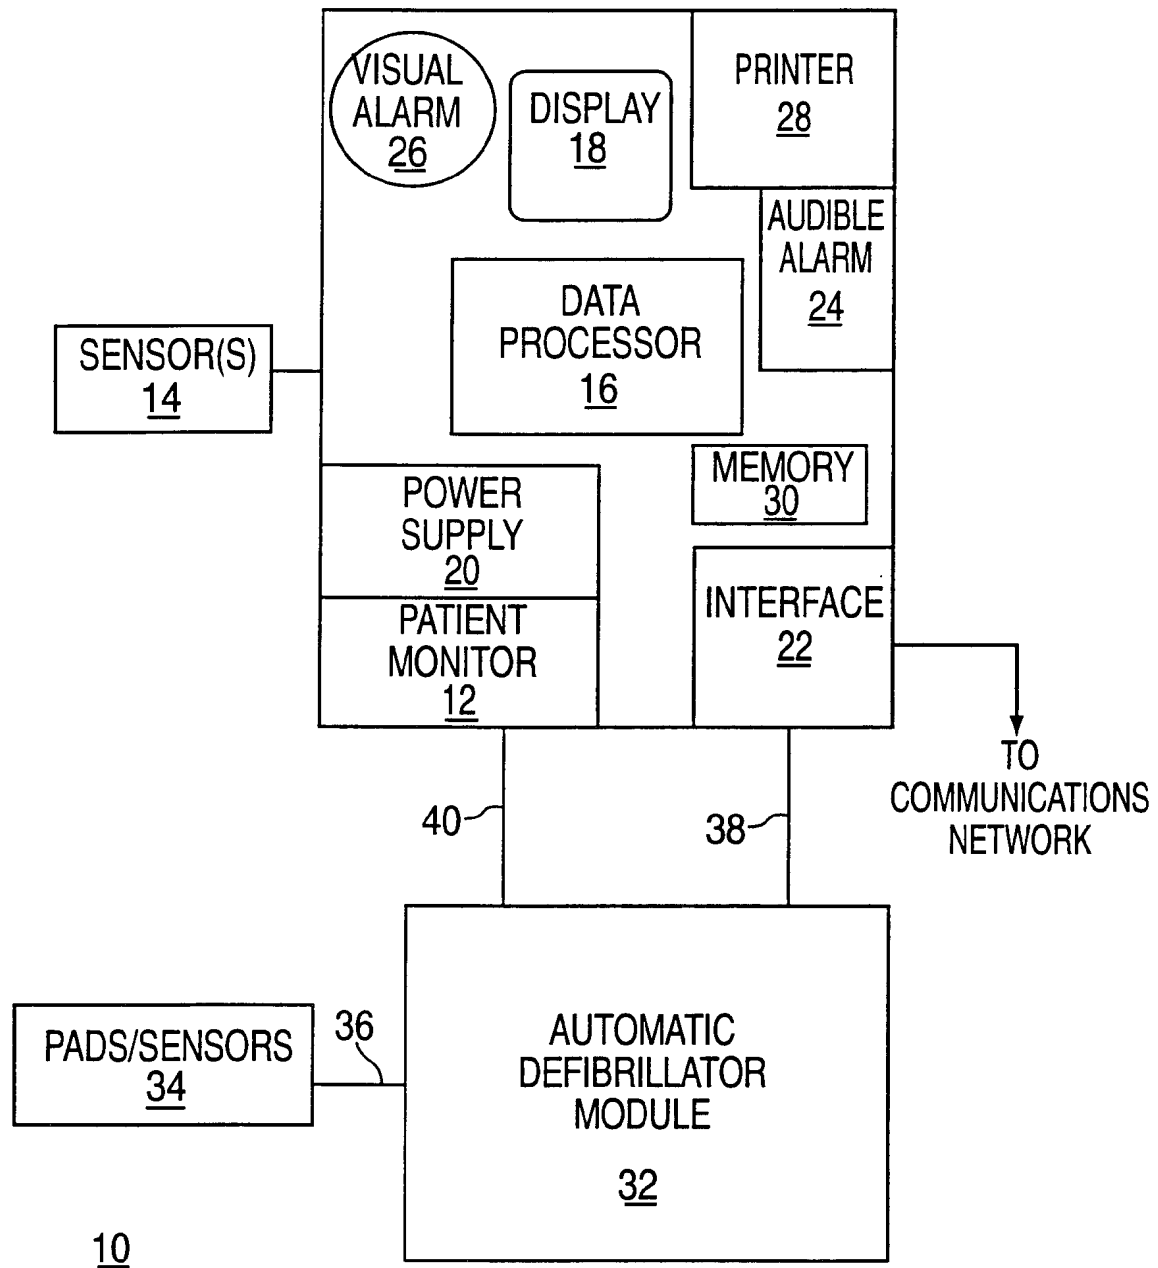 VISUAL
ALARM
26
DISPLAY
18
PRINTER
28
AUDIBLE
ALARM
24
DATA
PROCESSOR
16
SENSOR(S)
14
MEMORY
30
POWER
SUPPLY
20
PATIENT
MONITOR
12
INTERFACE
22
TO
COMMUNICATIONS
NETWORK
40
38
AUTOMATIC
DEFIBRILLATOR
MODULE
32
PADS/SENSORS
34
36
10